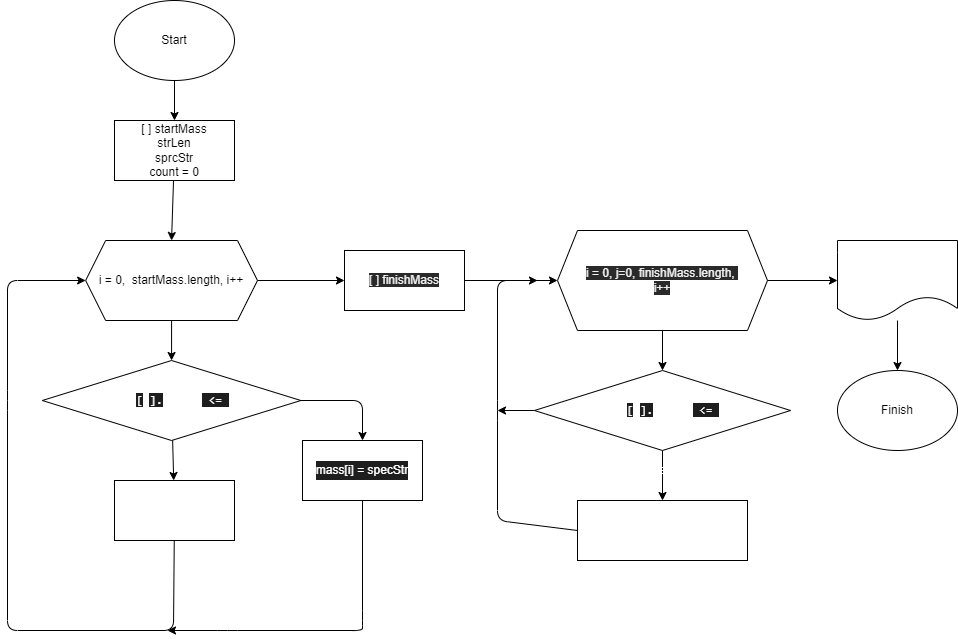 Start
[ ] startMass
strLen
sprcStr
count = 0
i = 0, startMass.length, i++
[ ] finishMass
i = 0, j=0, finishMass.length,
i++
[ ]. <=
mass[i] = specStr
[ ]. <=
Finish